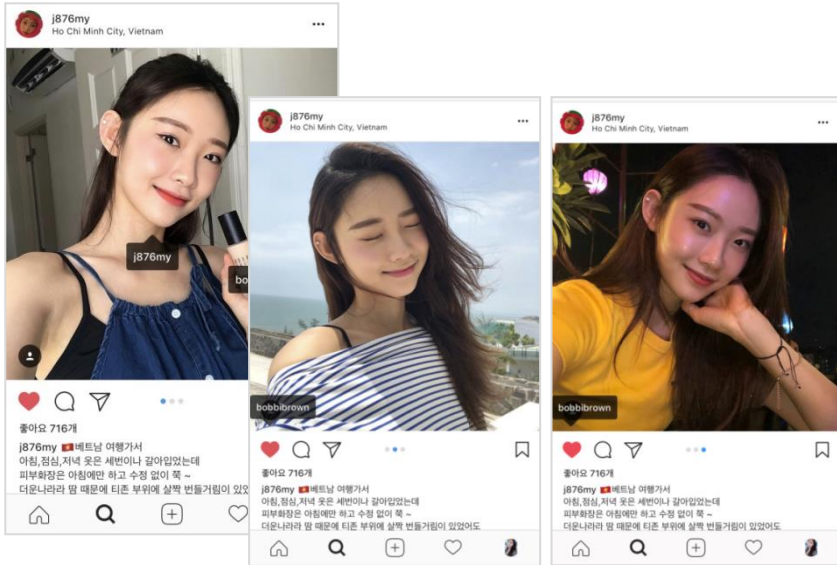 j876my
Ho Chi Minh City, Vietnam
j876my
bo
좋아요 716개
j876my 🇻🇳베트남 여행가서
아침,점심,저녁 옷은 세번이나 갈아입었는데
피부화장은 아침에만 하고 수정 없이 쭉 ~
더운나라라 땀 때문에 티존 부위에 살짝 번들거림이 있었
j876my
Ho Chi Minh City, Vietnam
bobbibrown
좋아요 716개
j876my 🇻🇳베트남 여행가서
아침,점심,저녁 옷은 세번이나 갈아입었는데
피부화장은 아침에만 하고 수정 없이 쭉 ~
더운나라라 땀 때문에 티존 부위에 살짝 번들거림이 있었어도
j876my
Ho Chi Minh City, Vietnam
bobbibrown
좋아요 716개
j876my 🇻🇳베트남 여행가서
아침,점심,저녁 옷은 세번이나 갈아입었는데
피부화장은 아침에만 하고 수정 없이 쭉 ~
더운나라라 땀 때문에 티존 부위에 살짝 번들거림이 있었어도